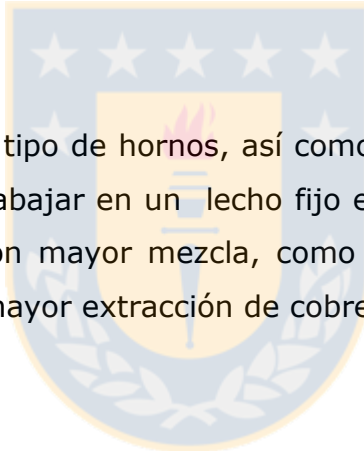 tipo de hornos, así como
abajar en un lecho fijo e
on mayor mezcla, como
mayor extracción de cobre